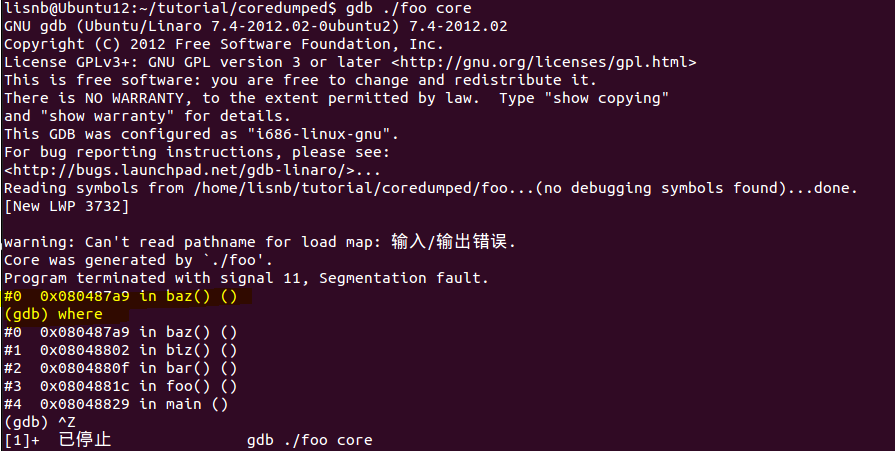 lisnb@Ubuntu12:~/tutorial/coredumped$ gdb ./foo core
GNU gdb (Ubuntu/Linaro 7.4-2012.02-0ubuntu2) 7.4-2012.02
Copyright (C) 2012 Free Software Foundation, Inc.
License GPLv3+: GNU GPL version 3 or later <http://gnu.org/licenses/gpl.html>
This is free software: you are free to change and redistribute it.
There is NO WARRANTY, to the extent permitted by law.  Type "show copying"
and "show warranty" for details.
This GDB was configured as "i686-linux-gnu".
For bug reporting instructions, please see:
<http://bugs.launchpad.net/gdb-linaro/>...
Reading symbols from /home/lisnb/tutorial/coredumped/foo...(no debugging symbols found)...done.
[New LWP 3732]
warning: Can't read pathname for load map: 输入/输出错误.
Core was generated by `./foo'.
Program terminated with signal 11, Segmentation fault.
#0  0x080487a9 in baz() ()
(gdb) where
#0  0x080487a9 in baz() ()
#1  0x08048802 in biz() ()
#2  0x0804880f in bar() ()
#3  0x0804881c in foo() ()
#4  0x08048829 in main ()
(gdb) ^Z
[1]+  已停止               gdb ./foo core